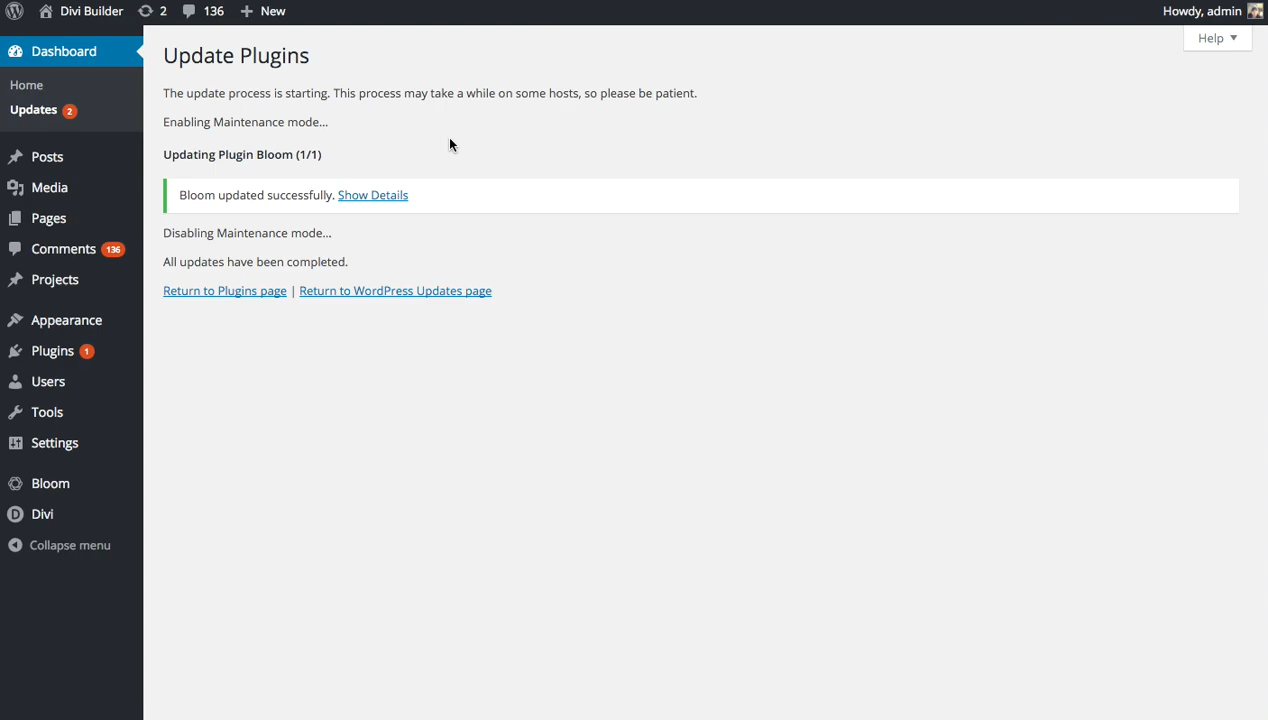 Divi Builder 2 136 New Howdy, admin
Help
Dashboard
Home
Updates 2
Posts
Media
Pages
Comments 136
Projects
Appearance
Plugins 1
Users
Tools
Settings
Bloom
Divi
Collapse menu
Update Plugins
The update process is starting. This process may take a while on some hosts, so please be patient.
Enabling Maintenance mode...
Updating Plugin Bloom (1/1)
Bloom updated successfully. Show Details
Disabling Maintenance mode...
All updates have been completed.
Return to Plugins page | Return to WordPress Updates page